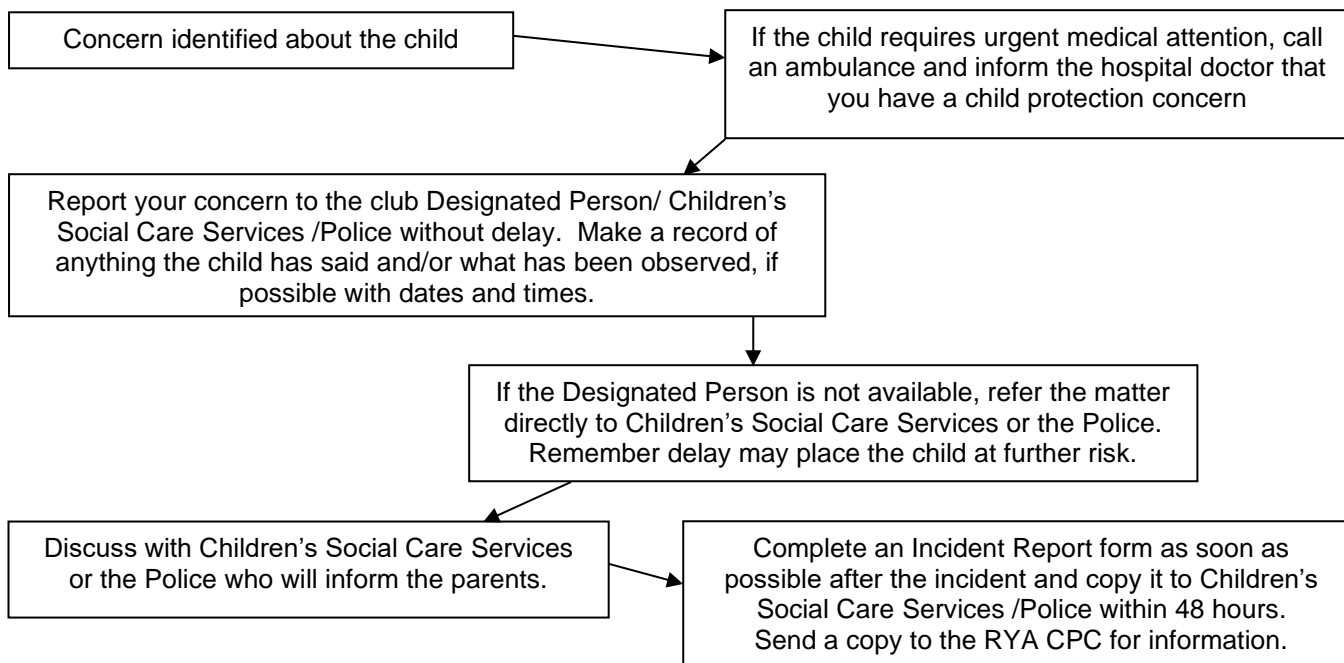 Concern identified about the child
If the child requires urgent medical attention, call
an ambulance and inform the hospital doctor that
you have a child protection concern
Report your concern to the club Designated Person/ Children’s
Social Care Services /Police without delay.  Make a record of
anything the child has said and/or what has been observed, if
possible with dates and times.
If the Designated Person is not available, refer the matter
directly to Children’s Social Care Services or the Police.
Remember delay may place the child at further risk.
Discuss with Children’s Social Care Services
or the Police who will inform the parents.
Complete an Incident Report form as soon as
possible after the incident and copy it to Children’s
Social Care Services /Police within 48 hours.
Send a copy to the RYA CPC for information.